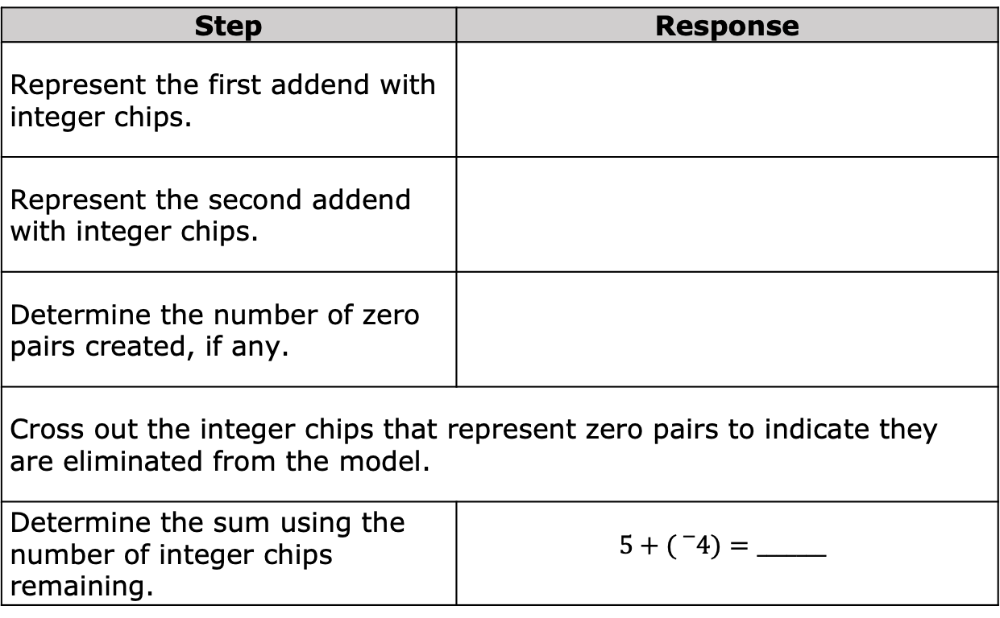 Step
Response
Represent the first addend with
integer chips.
Represent the second addend
with integer chips.
Determine the number of zero
pairs created, if any.
Cross out the integer chips that represent zero pairs to indicate they
are eliminated from the model.
Determine the sum using the
number of integer chips
remaining.
5 + (⁻4) = _____